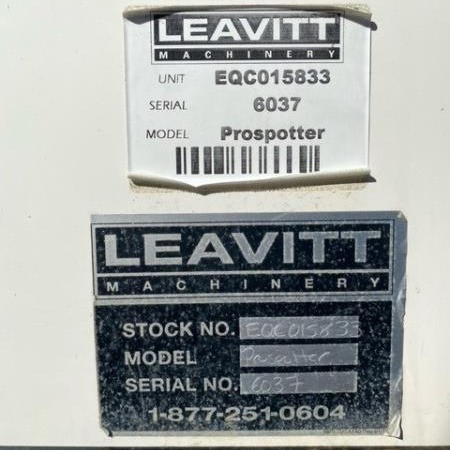 LEAVITT
MACHINERY
UNIT EQC015833
SERIAL 6037
MODEL Prospotter
LEAVITT
MACHINERY
STOCK NO. EQC015833
MODEL Prospotter
SERIAL NO. 6037
1-877-251-0604